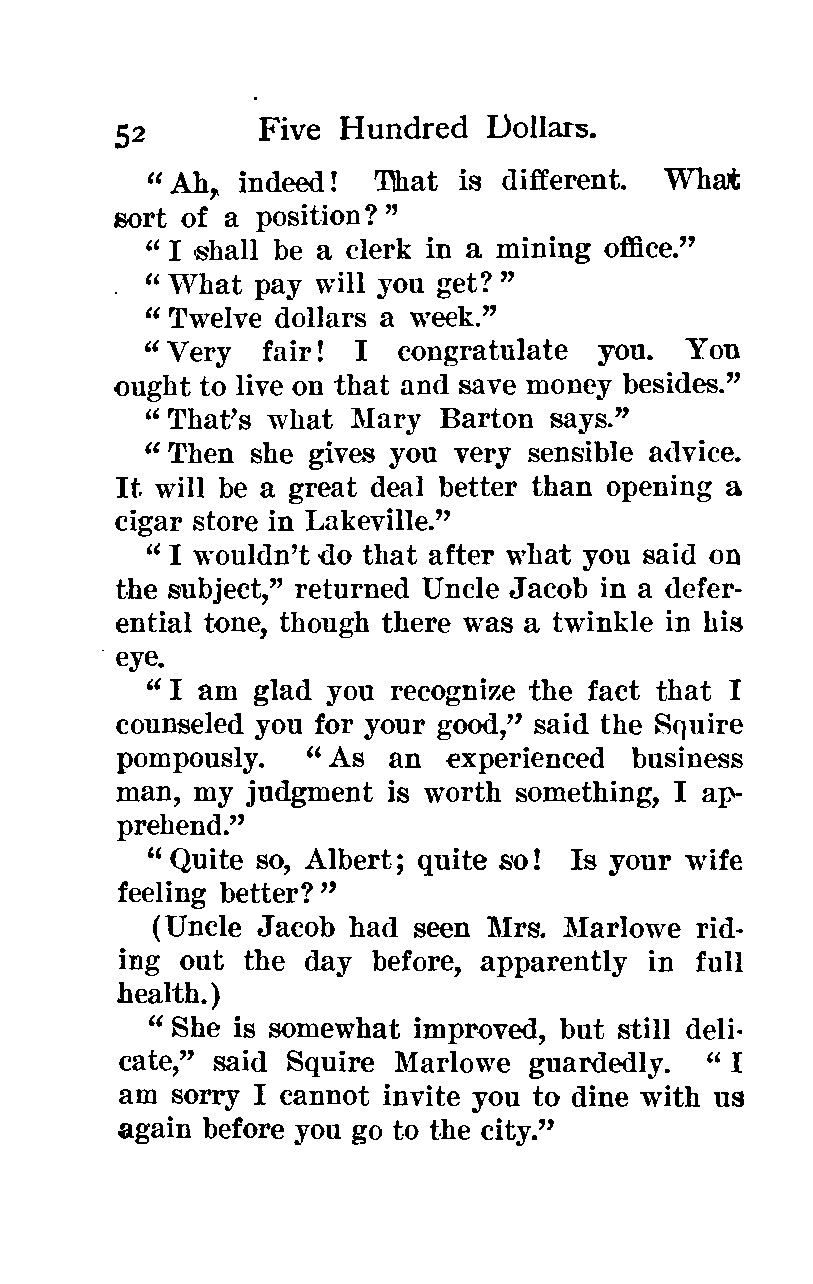 52 Five Hundred Dollars.
“Ah, indeed! That is different. What
sort of a position?”
“I shall be a clerk in a mining office.”
“What pay will you get?”
“Twelve dollars a week.”
“Very fair! I congratulate you. You
ought to live on that and save money besides.”
“That’s what Mary Barton says.”
“Then she gives you very sensible advice.
It will be a great deal better than opening a
cigar store in Lakeville.”
“I wouldn’t do that after what you said on
the subject,” returned Uncle Jacob in a defer-
ential tone, though there was a twinkle in his
eye.
“I am glad you recognize the fact that I
counseled you for your good,” said the Squire
pompously. “As an experienced business
man, my judgment is worth something, I ap-
prehend.”
“Quite so, Albert; quite so! Is your wife
feeling better?”
(Uncle Jacob had seen Mrs. Marlowe rid-
ing out the day before, apparently in full
health.)
“She is somewhat improved, but still deli-
cate,” said Squire Marlowe guardedly. “I
am sorry I cannot invite you to dine with us
again before you go to the city.”